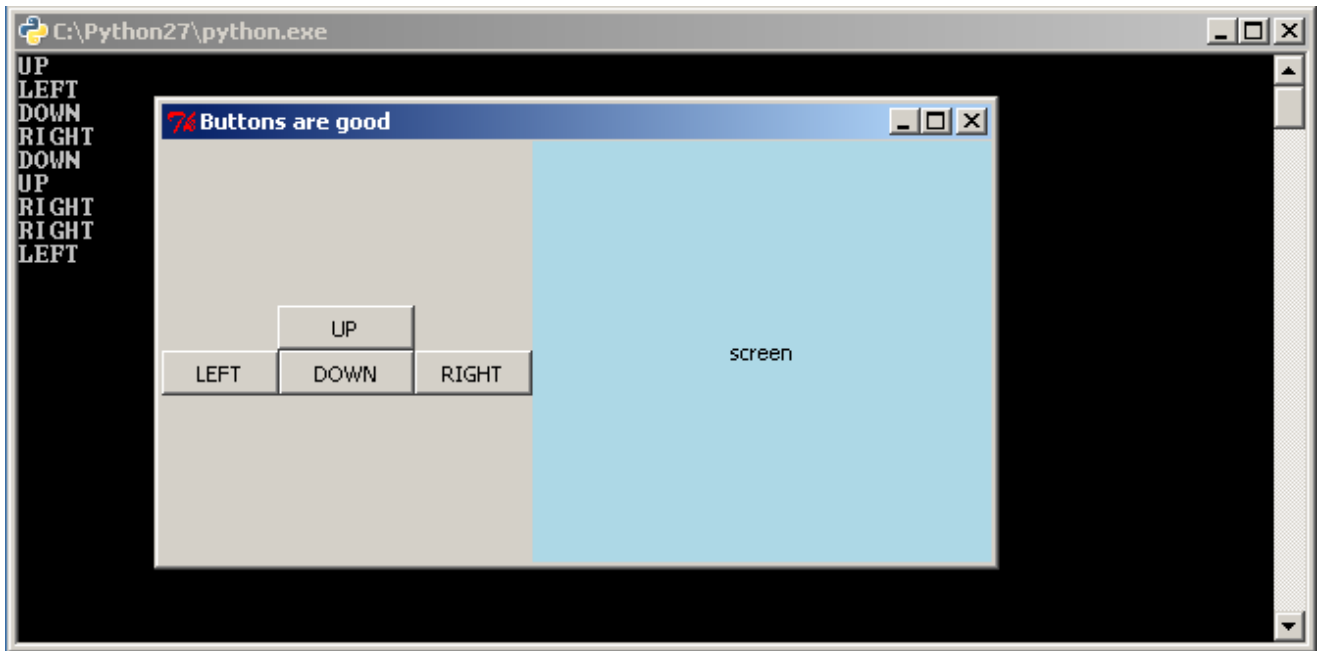 C:\Python27\python.exe
UP
LEFT
DOWN
RIGHT
DOWN
UP
RIGHT
RIGHT
LEFT
Buttons are good
UP
LEFT DOWN RIGHT
screen